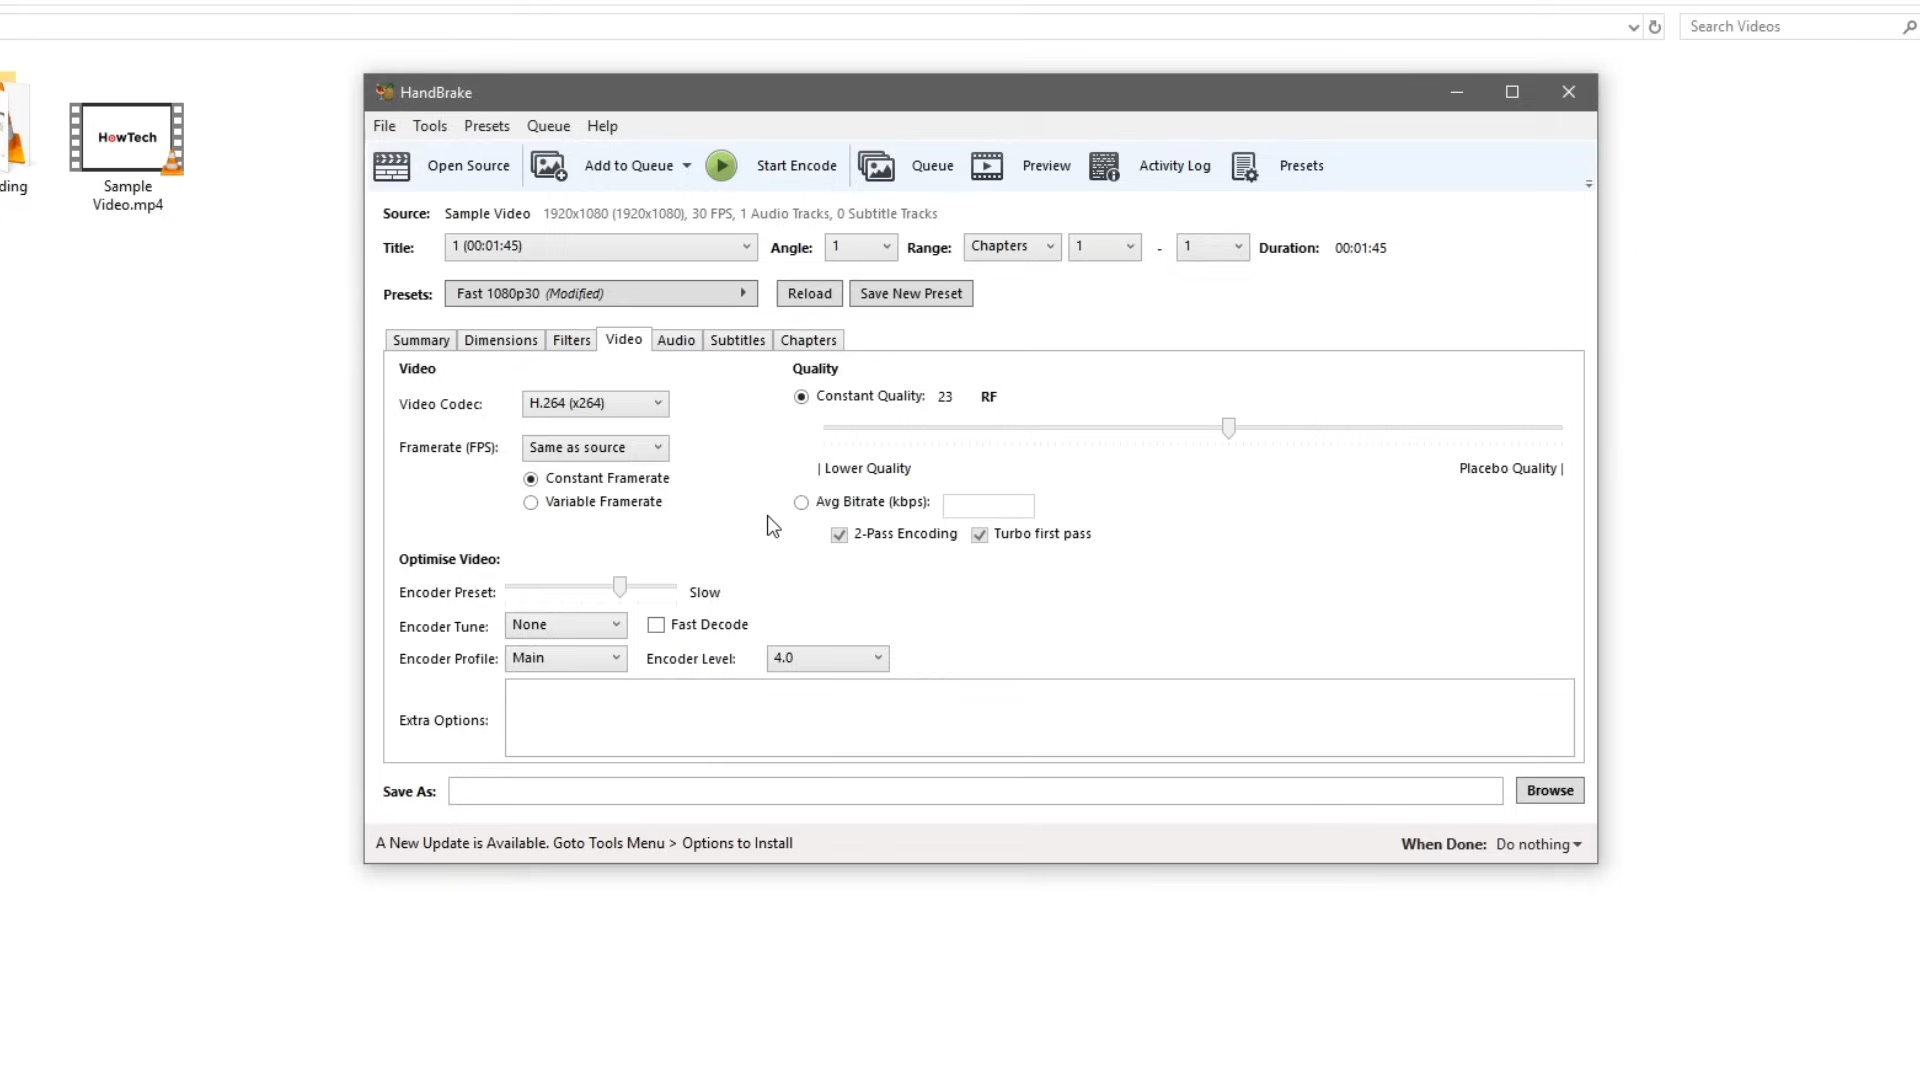 Search Videos
HandBrake
File Tools Presets Queue Help
Open Source Add to Queue Start Encode Queue Preview Activity Log Presets
HowTech
ding
Sample
Video.mp4
Source: Sample Video 1920x1080 (1920x1080), 30 FPS, 1 Audio Tracks, 0 Subtitle Tracks
Title: 1 (00:01:45) Angle: 1 Range: Chapters 1 - 1 Duration: 00:01:45
Presets: Fast 1080p30 (Modified) Reload Save New Preset
Summary Dimensions Filters Video Audio Subtitles Chapters
Video Quality
Video Codec: H.264 (x264) Constant Quality: 23 RF
Framerate (FPS): Same as source
| Lower Quality Placebo Quality |
Constant Framerate
Variable Framerate Avg Bitrate (kbps):
2-Pass Encoding Turbo first pass
Optimise Video:
Encoder Preset: Slow
Encoder Tune: None Fast Decode
Encoder Profile: Main Encoder Level: 4.0
Extra Options:
Save As: Browse
A New Update is Available. Goto Tools Menu > Options to Install When Done: Do nothing